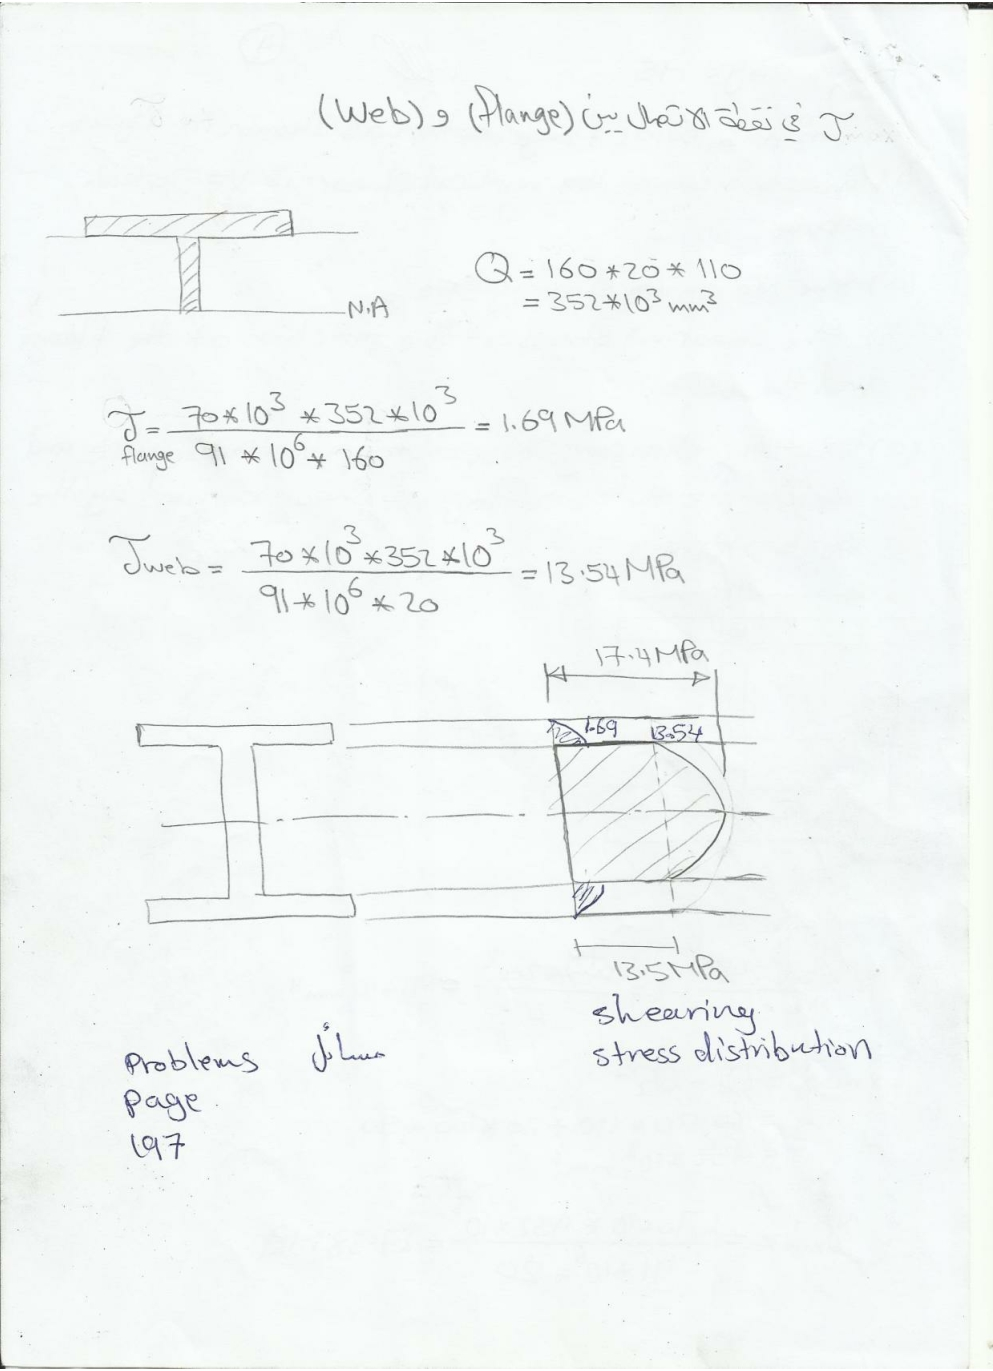 τ في نقطة الاتصال بين (flange) و (Web)
Q = 160 * 20 * 110
= 352 * 10³ mm³
N.A
τ flange = 70 * 10³ * 352 * 10³ / 91 * 10⁶ * 160 = 1.69 MPa
τ web = 70 * 10³ * 352 * 10³ / 91 * 10⁶ * 20 = 13.54 MPa
17.4 MPa
1.69 13.54
13.5 MPa
shearing
stress distribution
Problems مسائل
page
197